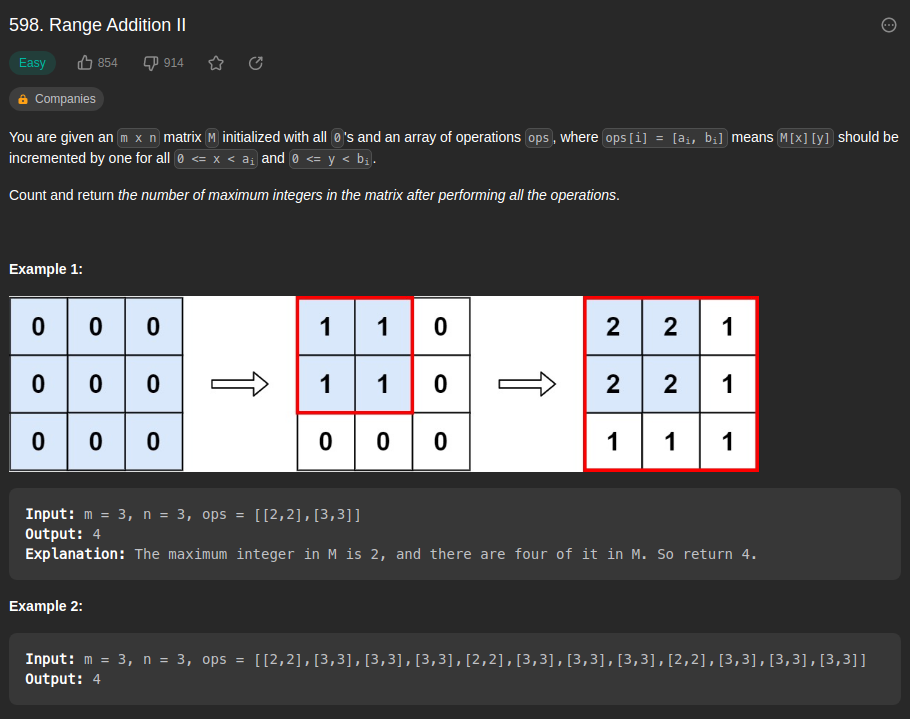 598. Range Addition II
Easy 854 914
Companies
You are given an m x n matrix M initialized with all 0's and an array of operations ops, where ops[i] = [aᵢ, bᵢ] means M[x][y] should be
incremented by one for all 0 <= x < aᵢ and 0 <= y < bᵢ.
Count and return the number of maximum integers in the matrix after performing all the operations.
Example 1:
0 0 0 1 1 0 2 2 1
0 0 0 1 1 0 2 2 1
0 0 0 0 0 0 1 1 1
Input: m = 3, n = 3, ops = [[2,2],[3,3]]
Output: 4
Explanation: The maximum integer in M is 2, and there are four of it in M. So return 4.
Example 2:
Input: m = 3, n = 3, ops = [[2,2],[3,3],[3,3],[3,3],[2,2],[3,3],[3,3],[3,3],[2,2],[3,3],[3,3],[3,3]]
Output: 4